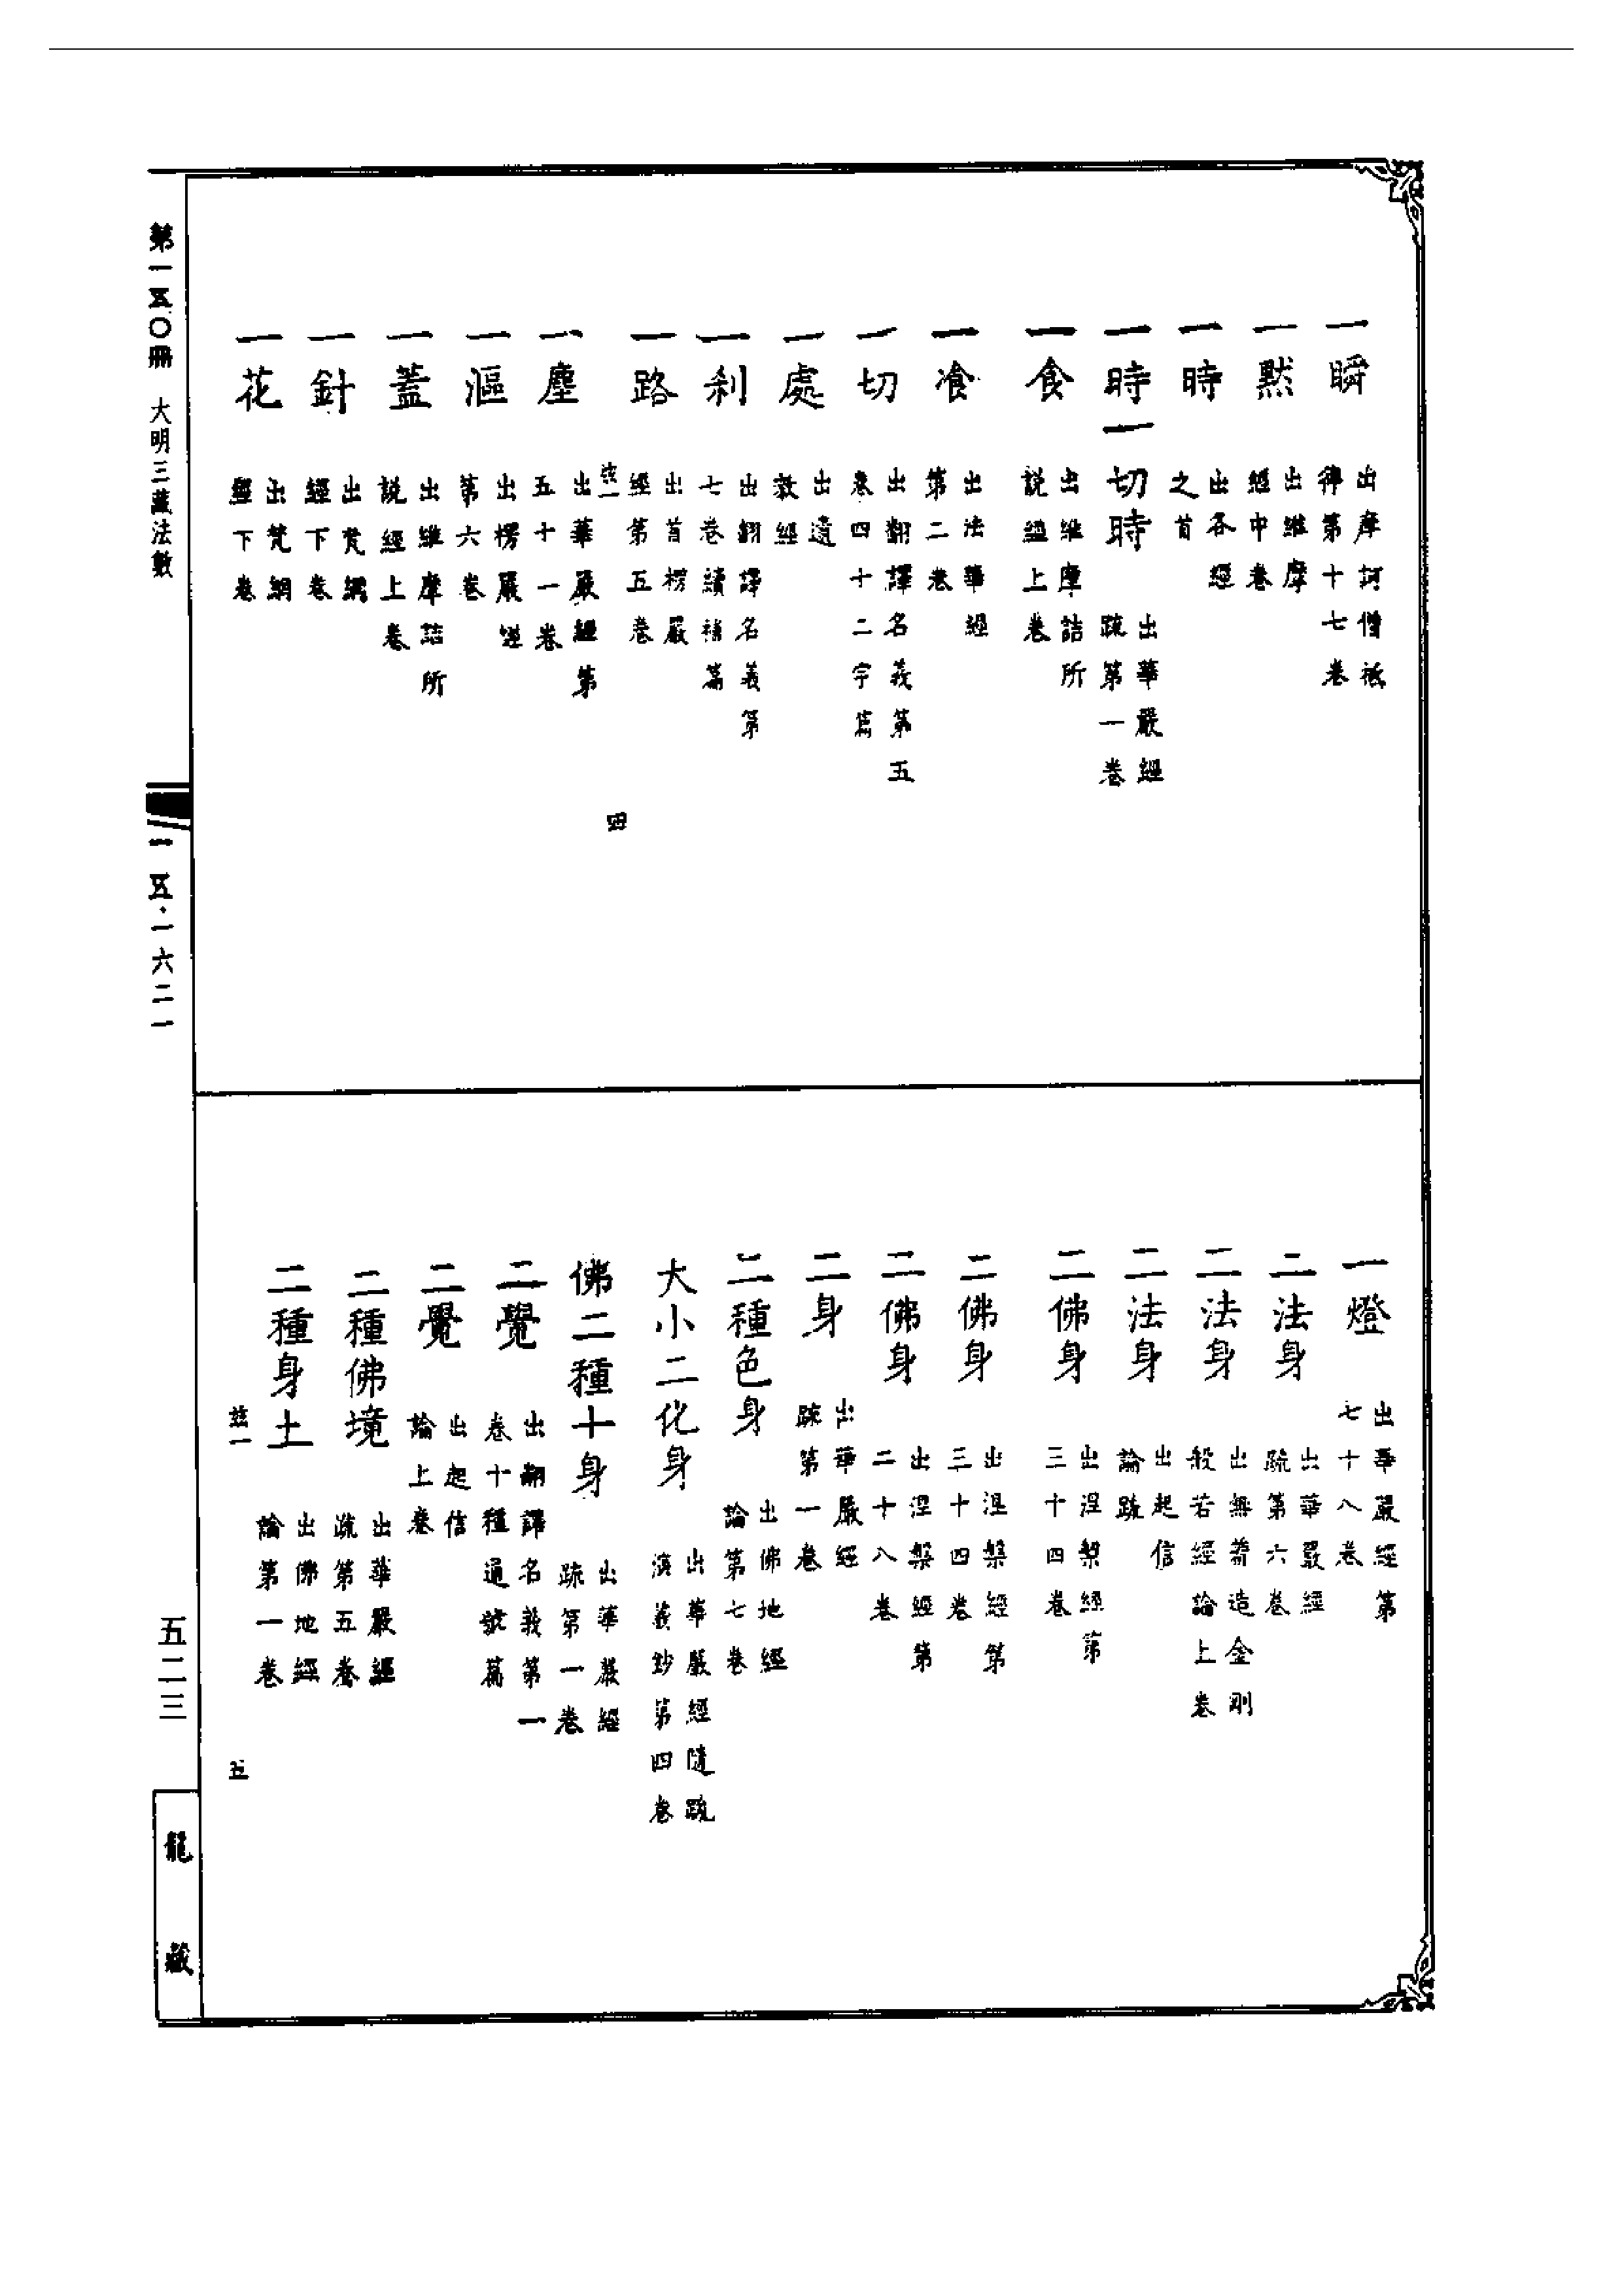 一瞬 出摩訶僧祇律第十七卷
一默 出維摩經中卷
一時 出各經之首
一時一切時 出華嚴經疏第一卷
一食 出維摩詰所說經上卷
一飡 出法華經第二卷
一切 出翻譯名義第五卷四十二字篇
一處 出遺教經
一刹 出翻譯名義第七卷續補篇
一路 出首楞嚴經第五卷
茲一 四
一塵 出華嚴經第五十一卷
一漚 出楞嚴經第六卷
一蓋 出維摩詰所說經上卷
一針 出梵網經下卷
一花 出梵網經下卷
一燈 出華嚴經第七十八卷
二法身 出華嚴經疏第六卷
二法身 出無著造金剛般若經論上卷
二法身 出起信論疏
二佛身 出涅槃經第三十四卷
二佛身 出涅槃經第三十四卷
二佛身 出涅槃經第二十八卷
二身 出華嚴經疏第一卷
二種色身 出佛地經論第七卷
大小二化身 出華嚴經隨疏演義鈔第四卷
佛二種十身 出華嚴經疏第一卷
二覺 出翻譯名義第一卷十種通號篇
二覺 出起信論上卷
二種佛境 出華嚴經疏第五卷
二種身土 出佛地經論第一卷
茲一 五
第一五〇冊 大明三藏法數
一五·一六二一
五二三
龍藏